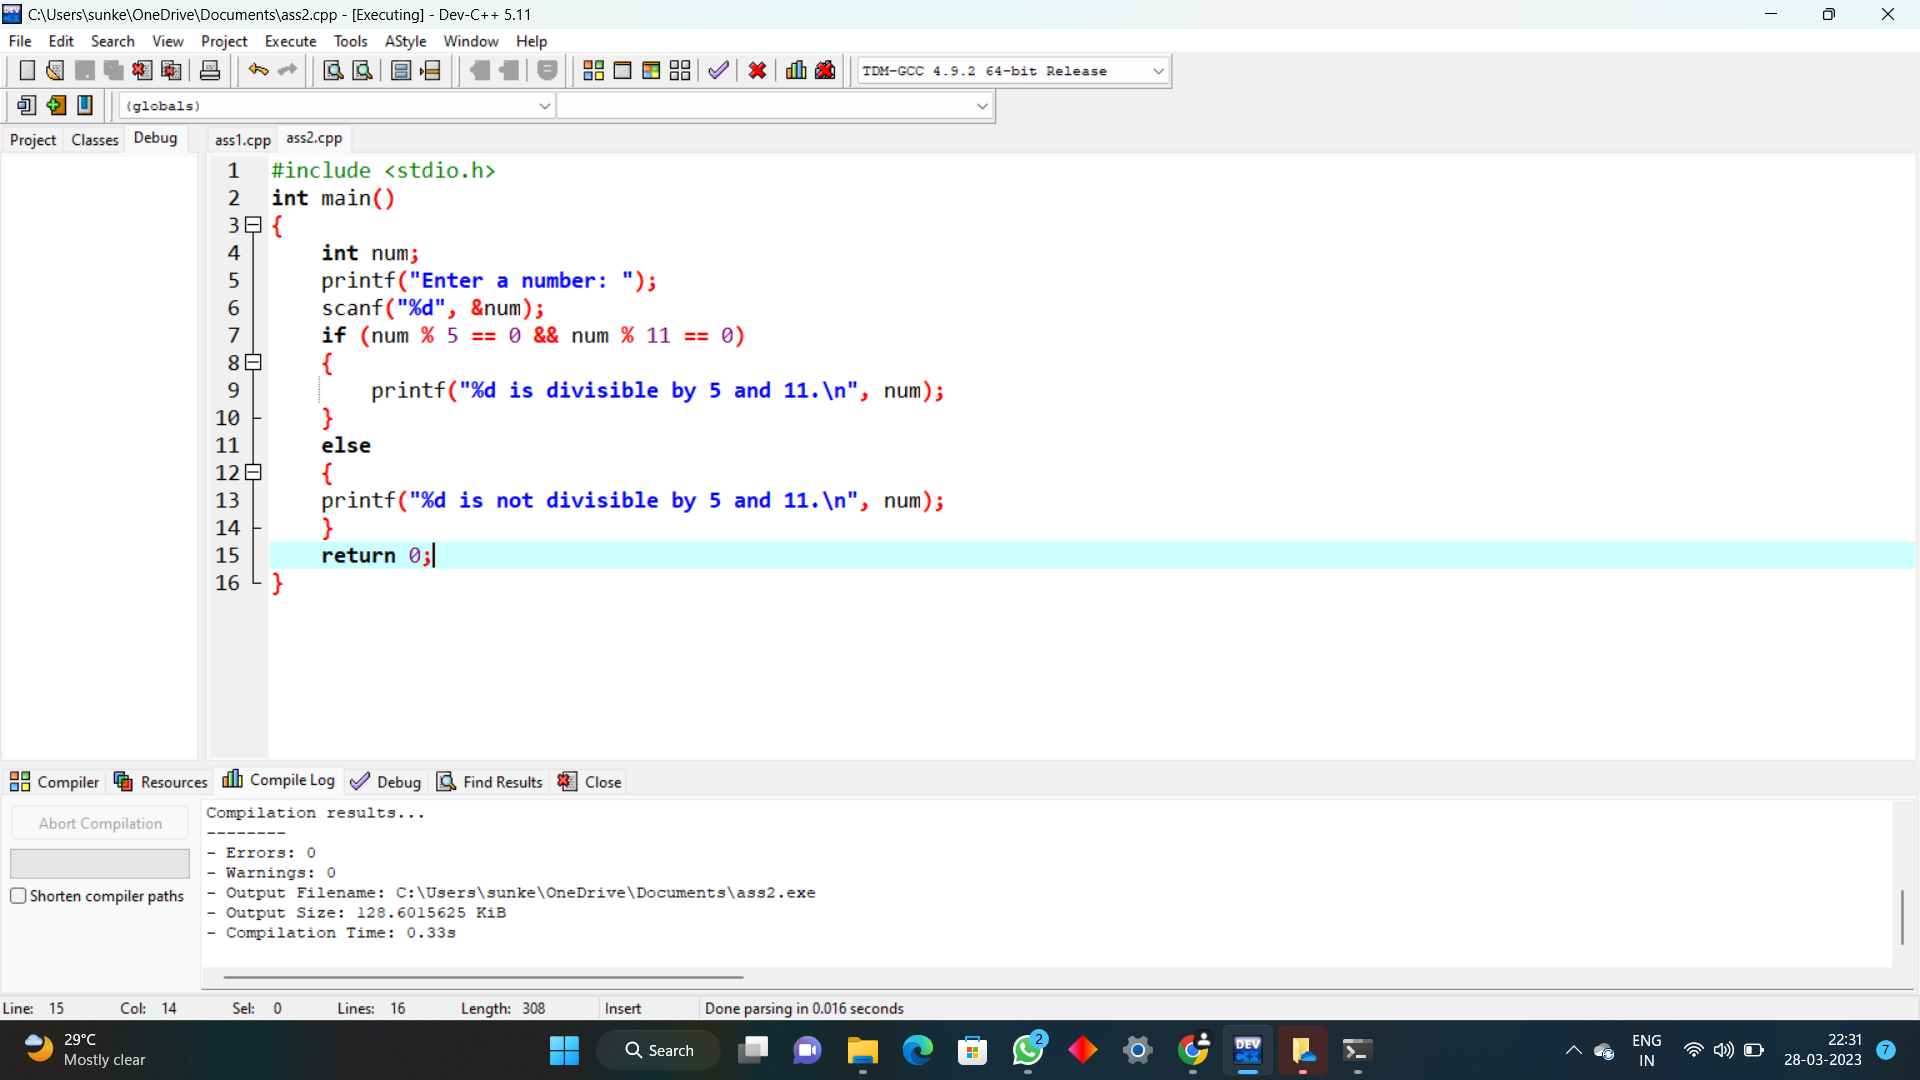 C:\Users\sunke\OneDrive\Documents\ass2.cpp - [Executing] - Dev-C++ 5.11
File Edit Search View Project Execute Tools AStyle Window Help
TDM-GCC 4.9.2 64-bit Release
(globals)
Project Classes Debug ass1.cpp ass2.cpp
1 #include <stdio.h>
2 int main()
3 {
4 int num;
5 printf("Enter a number: ");
6 scanf("%d", &num);
7 if (num % 5 == 0 && num % 11 == 0)
8 {
9 printf("%d is divisible by 5 and 11.\n", num);
10 }
11 else
12 {
13 printf("%d is not divisible by 5 and 11.\n", num);
14 }
15 return 0;
16 }
Compiler Resources Compile Log Debug Find Results Close
Abort Compilation
Shorten compiler paths
Compilation results...
--------
- Errors: 0
- Warnings: 0
- Output Filename: C:\Users\sunke\OneDrive\Documents\ass2.exe
- Output Size: 128.6015625 KiB
- Compilation Time: 0.33s
Line: 15 Col: 14 Sel: 0 Lines: 16 Length: 308 Insert Done parsing in 0.016 seconds
29°C
Mostly clear
Search
2
DEV
C++
ENG
IN
22:31
28-03-2023
7